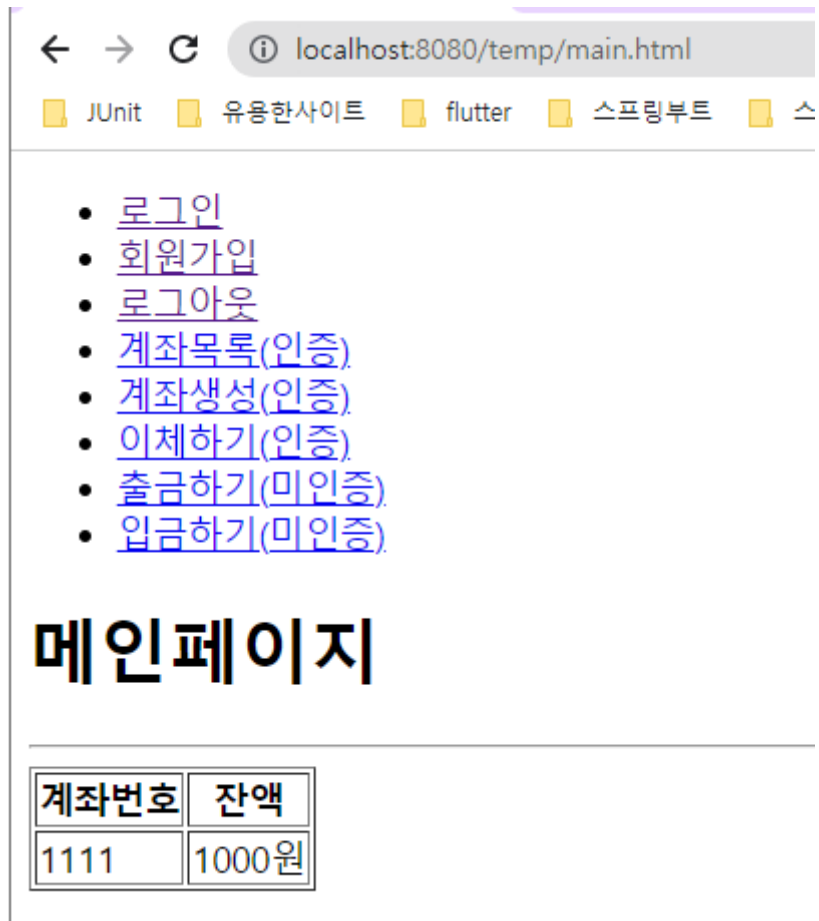 localhost:8080/temp/main.html
JUnit 유용한사이트 flutter 스프링부트 스
로그인
회원가입
로그아웃
계좌목록(인증)
계좌생성(인증)
이체하기(인증)
출금하기(미인증)
입금하기(미인증)
메인페이지
계좌번호 잔액
1111 1000원